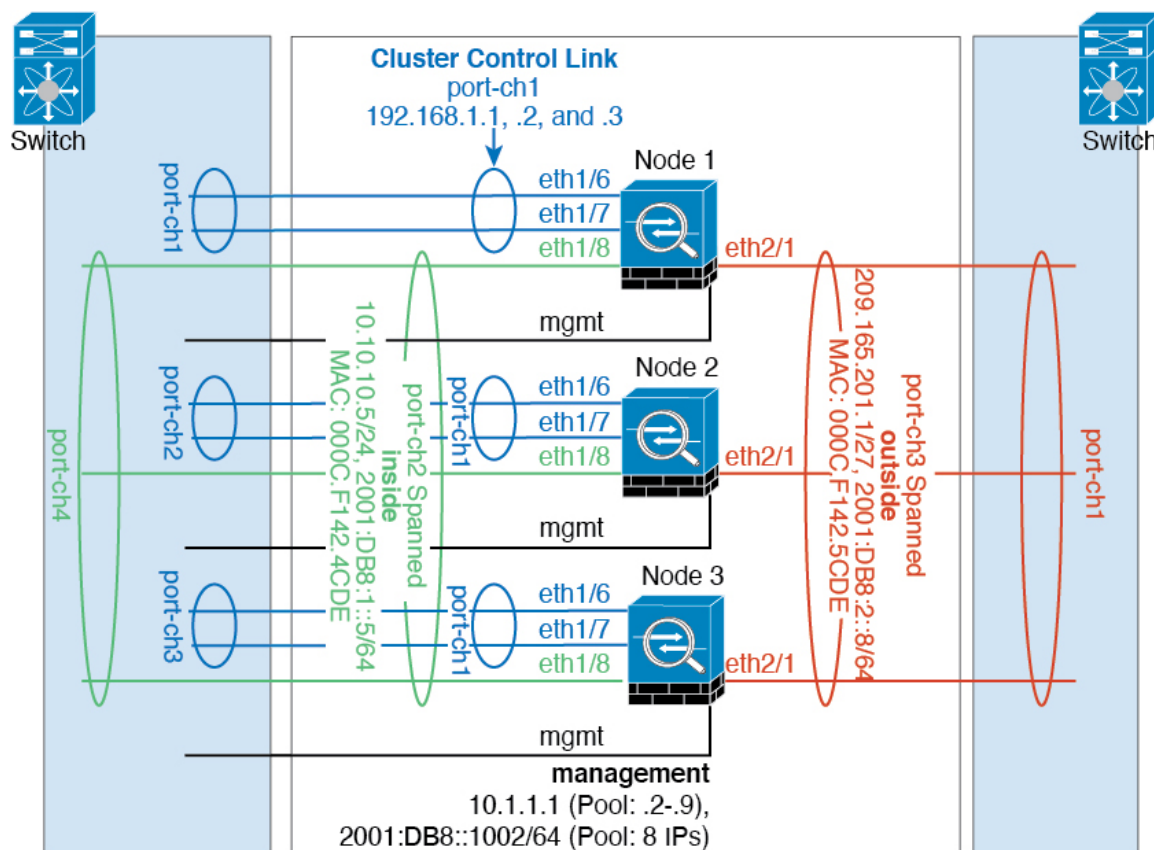 Switch
Switch
Cluster Control Link
port-ch1
192.168.1.1, .2, and .3
Node 1
port-ch1
eth1/6
eth1/7
eth1/8
eth2/1
mgmt
Node 2
port-ch2
port-ch1
eth1/6
eth1/7
eth1/8
eth2/1
mgmt
Node 3
port-ch3
port-ch1
eth1/6
eth1/7
eth1/8
eth2/1
mgmt
port-ch4
port-ch2 Spanned
inside
10.10.10.5/24, 2001:DB8:1::5/64
MAC: 000C.F142.4CDE
port-ch3 Spanned
outside
209.165.201.1/27, 2001:DB8:2::8/64
MAC: 000C.F142.5CDE
port-ch1
management
10.1.1.1 (Pool: .2-.9),
2001:DB8::1002/64 (Pool: 8 IPs)